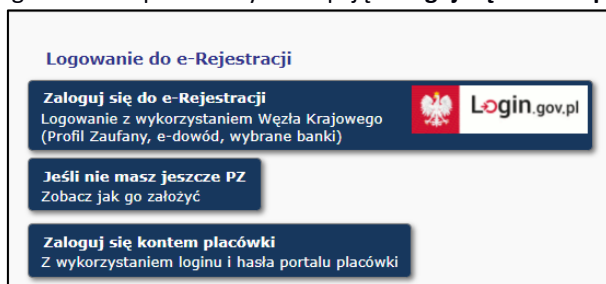 Logowanie do e-Rejestracji
Zaloguj się do e-Rejestracji
Logowanie z wykorzystaniem Węzła Krajowego
(Profil Zaufany, e-dowód, wybrane banki)
Login.gov.pl
Jeśli nie masz jeszcze PZ
Zobacz jak go założyć
Zaloguj się kontem placówki
Z wykorzystaniem loginu i hasła portalu placówki